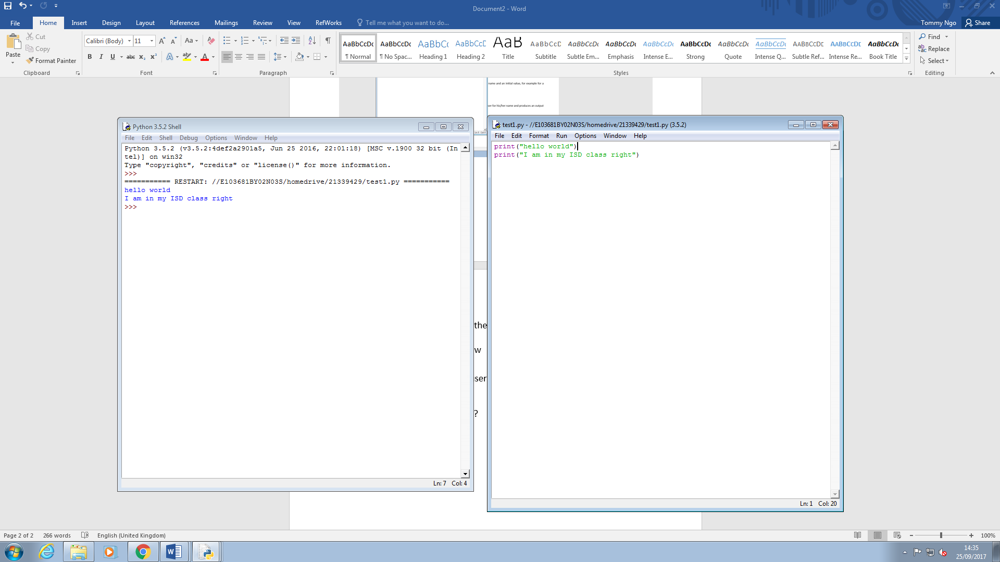 Document2 - Word
File Home Insert Design Layout References Mailings Review View RefWorks Tell me what you want to do... Tommy Ngo Share
Paste
Cut
Copy
Format Painter
Calibri (Body) 11
Aa
B I U abc X₂ X²
AaBbCcDc AaBbCcDc AaBbCc AaBbCcD AaB AaBbCcD AaBbCcDc AaBbCcDc AaBbCcDc AaBbCcDc AaBbCcDc AaBbCcDc AABBCCDC AABBCCDC AaBbCcDc
¶ Normal ¶ No Spac... Heading 1 Heading 2 Title Subtitle Subtle Em... Emphasis Intense E... Strong Quote Intense Q... Subtle Ref... Intense Re... Book Title
Find
Replace
Select
Clipboard Font Paragraph Styles Editing
name and an initial value, for example for a
ser for his/her name and produces an output
Python 3.5.2 Shell
File Edit Shell Debug Options Window Help
Python 3.5.2 (v3.5.2:4def2a2901a5, Jun 25 2016, 22:01:18) [MSC v.1900 32 bit (In
tel)] on win32
Type "copyright", "credits" or "license()" for more information.
>>>
=========== RESTART: //E103681BY02N03S/homedrive/21339429/test1.py ===========
hello world
I am in my ISD class right
>>>
Ln: 7 Col: 4
the
w
ser
?
test1.py - //E103681BY02N03S/homedrive/21339429/test1.py (3.5.2)
File Edit Format Run Options Window Help
print("hello world")
print("I am in my ISD class right")
Ln: 1 Col: 20
Page 2 of 2 266 words English (United Kingdom) 100%
14:35
25/09/2017